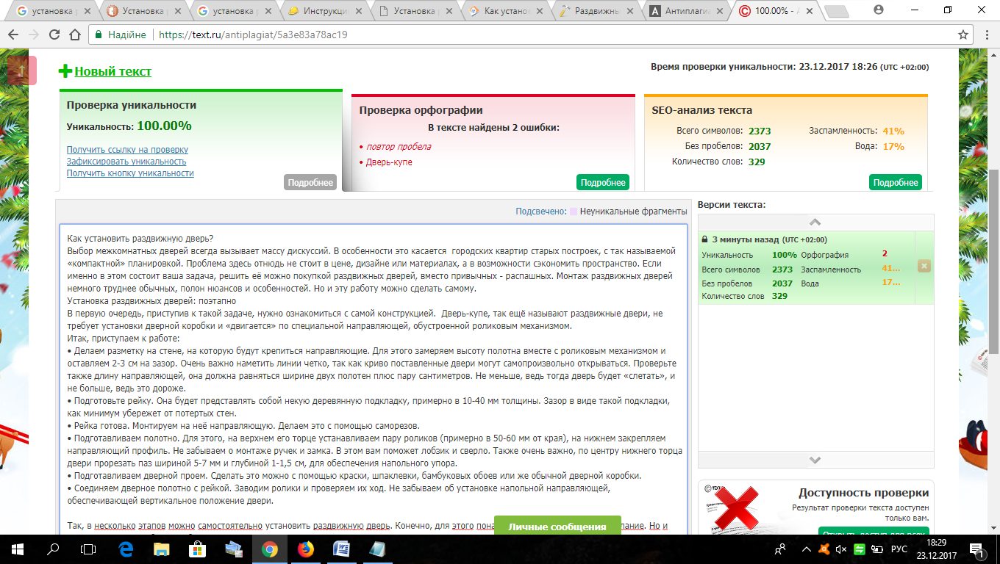 установка р
Установка р
установка р
Инструкци
Установка р
Как устано
Раздвижны
Антиплаги
100.00% - А
Надійне
https://text.ru/antiplagiat/5a3e83a78ac19
Новый текст
Время проверки уникальности: 23.12.2017 18:26 (UTC +02:00)
Проверка уникальности
Уникальность: 100.00%
Получить ссылку на проверку
Зафиксировать уникальность
Получить кнопку уникальности
Подробнее
Проверка орфографии
В тексте найдены 2 ошибки:
• повтор пробела
• Дверь-купе
Подробнее
SEO-анализ текста
Всего символов: 2373 Заспамленность: 41%
Без пробелов: 2037 Вода: 17%
Количество слов: 329
Подробнее
Подсвечено: Неуникальные фрагменты
Как установить раздвижную дверь?
Выбор межкомнатных дверей всегда вызывает массу дискуссий. В особенности это касается  городских квартир старых построек, с так называемой
«компактной» планировкой. Проблема здесь отнюдь не стоит в цене, дизайне или материалах, а в возможности сэкономить пространство. Если
именно в этом состоит ваша задача, решить её можно покупкой раздвижных дверей, вместо привычных - распашных. Монтаж раздвижных дверей
немного труднее обычных, полон нюансов и особенностей. Но и эту работу можно сделать самому.
Установка раздвижных дверей: поэтапно
В первую очередь, приступив к такой задаче, нужно ознакомиться с самой конструкцией.  Дверь-купе, так ещё называют раздвижные двери, не
требует установки дверной коробки и «двигается» по специальной направляющей, обустроенной роликовым механизмом.
Итак, приступаем к работе:
• Делаем разметку на стене, на которую будут крепиться направляющие. Для этого замеряем высоту полотна вместе с роликовым механизмом и
оставляем 2-3 см на зазор. Очень важно наметить линии четко, так как криво поставленные двери могут самопроизвольно открываться. Проверьте
также длину направляющей, она должна равняться ширине двух полотен плюс пару сантиметров. Не меньше, ведь тогда дверь будет «слетать», и
не больше, ведь это дороже.
• Подготовьте рейку. Она будет представлять собой некую деревянную подкладку, примерно в 10-40 мм толщины. Зазор в виде такой подкладки,
как минимум убережет от потертых стен.
• Рейка готова. Монтируем на неё направляющую. Делаем это с помощью саморезов.
• Подготавливаем полотно. Для этого, на верхнем его торце устанавливаем пару роликов (примерно в 50-60 мм от края), на нижнем закрепляем
направляющий профиль. Не забываем о монтаже ручек и замка. В этом вам поможет лобзик и сверло. Также очень важно, по центру нижнего торца
двери прорезать паз шириной 5-7 мм и глубиной 1-1,5 см, для обеспечения напольного упора.
• Подготавливаем дверной проем. Сделать это можно с помощью краски, шпаклевки, бамбуковых обоев или же обычной дверной коробки.
• Соединяем дверное полотно с рейкой. Заводим ролики и проверяем их ход. Не забываем об установке напольной направляющей,
обеспечивающей вертикальное положение двери.
Так, в несколько этапов можно самостоятельно установить раздвижную дверь. Конечно, для этого Но и
Личные сообщения
Версии текста:
3 минуты назад (UTC +02:00)
Уникальность 100% Орфография 2
Всего символов 2373 Заспамленность 41...
Без пробелов 2037 Вода 17...
Количество слов 329
Доступность проверки
Результат проверки текста доступен
только вам.
РУС
18:29
23.12.2017
1